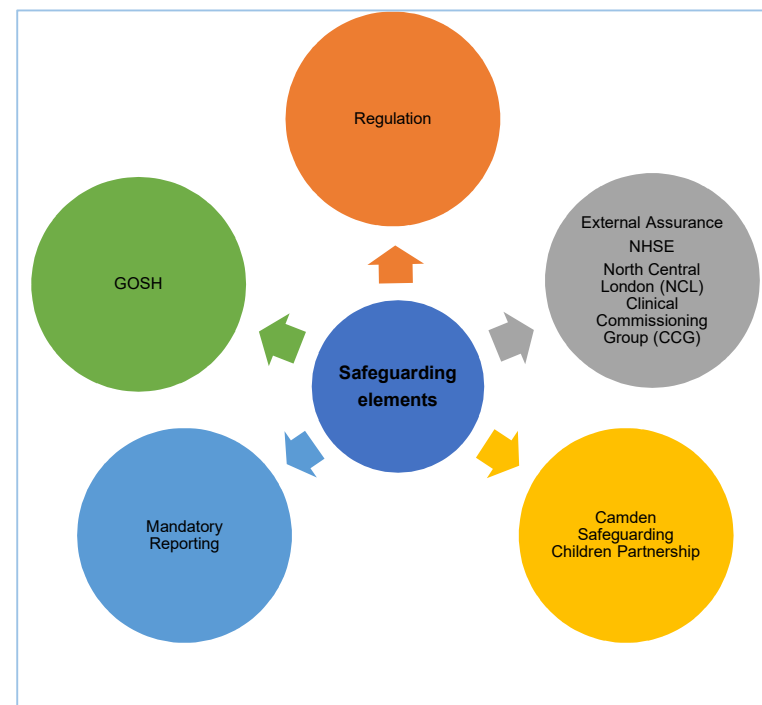 Regulation
External Assurance
NHSE
North Central
London (NCL)
Clinical
Commissioning
Group (CCG)
GOSH
Safeguarding
elements
Mandatory
Reporting
Camden
Safeguarding
Children Partnership